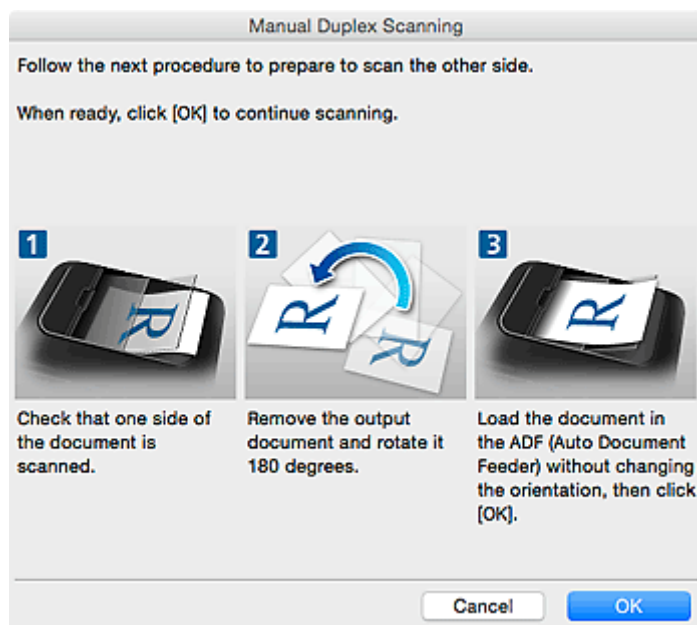 Manual Duplex Scanning
Follow the next procedure to prepare to scan the other side.
When ready, click [OK] to continue scanning.
1
R
2
R
R
3
R
Check that one side of
the document is
scanned.
Remove the output
document and rotate it
180 degrees.
Load the document in
the ADF (Auto Document
Feeder) without changing
the orientation, then click
[OK].
Cancel
OK